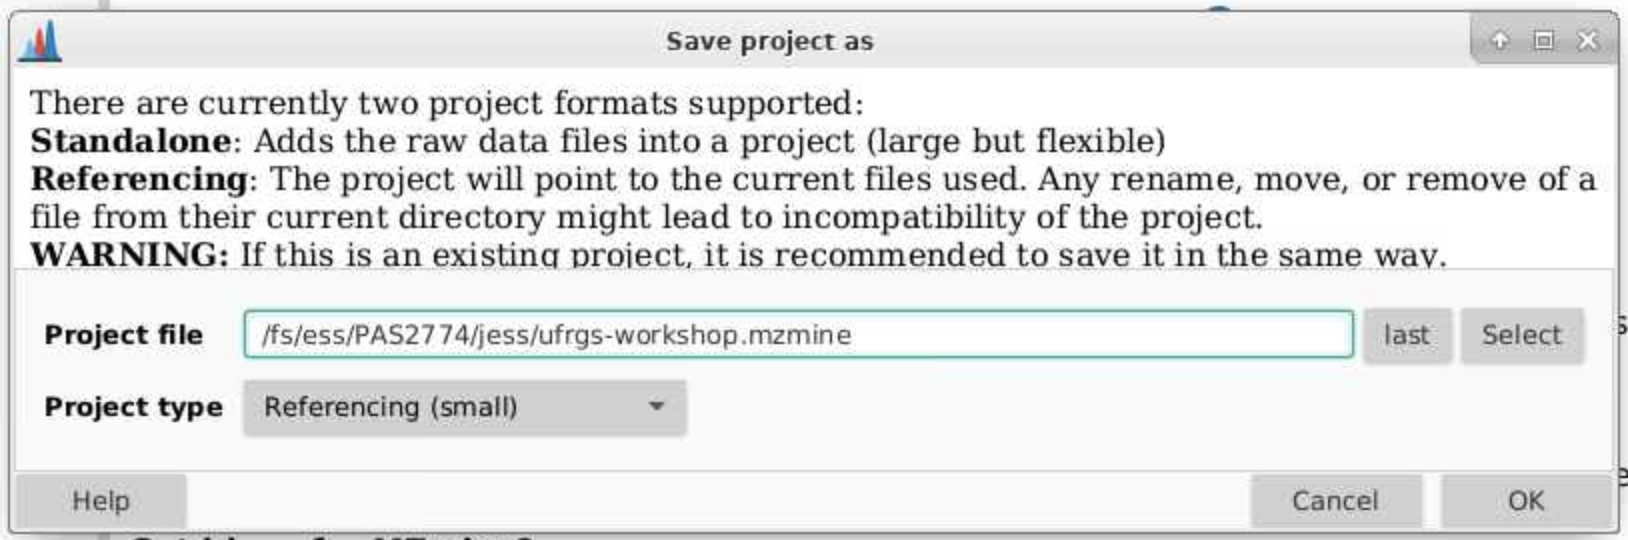 Save project as
There are currently two project formats supported:
Standalone: Adds the raw data files into a project (large but flexible)
Referencing: The project will point to the current files used. Any rename, move, or remove of a
file from their current directory might lead to incompatibility of the project.
WARNING: If this is an existing project, it is recommended to save it in the same way.
Project file /fs/ess/PAS2774/jess/ufrgs-workshop.mzmine last Select
Project type Referencing (small)
Help Cancel OK